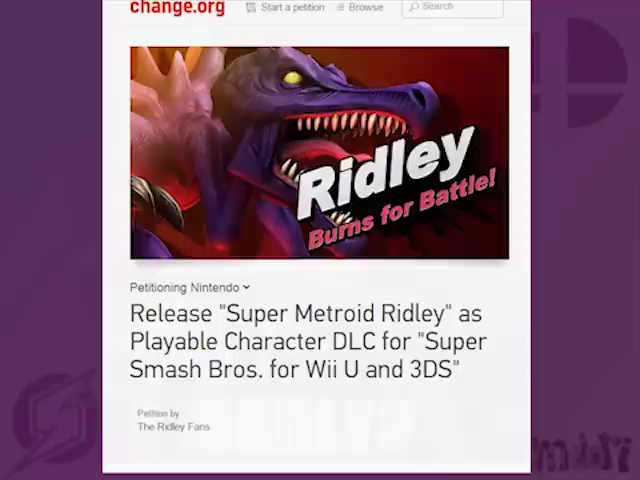 change.org Start a petition Browse Search
Ridley
Burns for Battle!
Petitioning Nintendo
Release "Super Metroid Ridley" as
Playable Character DLC for "Super
Smash Bros. for Wii U and 3DS"
Petition by
The Ridley Fans